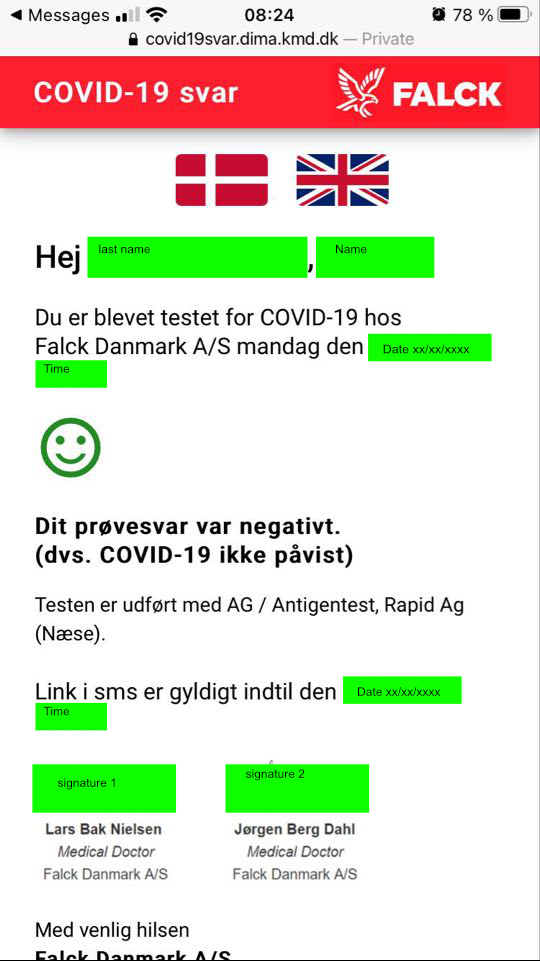 Messages 08:24 78 %
covid19svar.dima.kmd.dk — Private
COVID-19 svar FALCK
Hej last name, Name
Du er blevet testet for COVID-19 hos
Falck Danmark A/S mandag den Date xx/xx/xxxx
Time
Dit prøvesvar var negativt.
(dvs. COVID-19 ikke påvist)
Testen er udført med AG / Antigentest, Rapid Ag
(Næse).
Link i sms er gyldigt indtil den Date xx/xx/xxxx
Time
signature 1 signature 2
Lars Bak Nielsen Jørgen Berg Dahl
Medical Doctor Medical Doctor
Falck Danmark A/S Falck Danmark A/S
Med venlig hilsen
Falck Danmark A/S